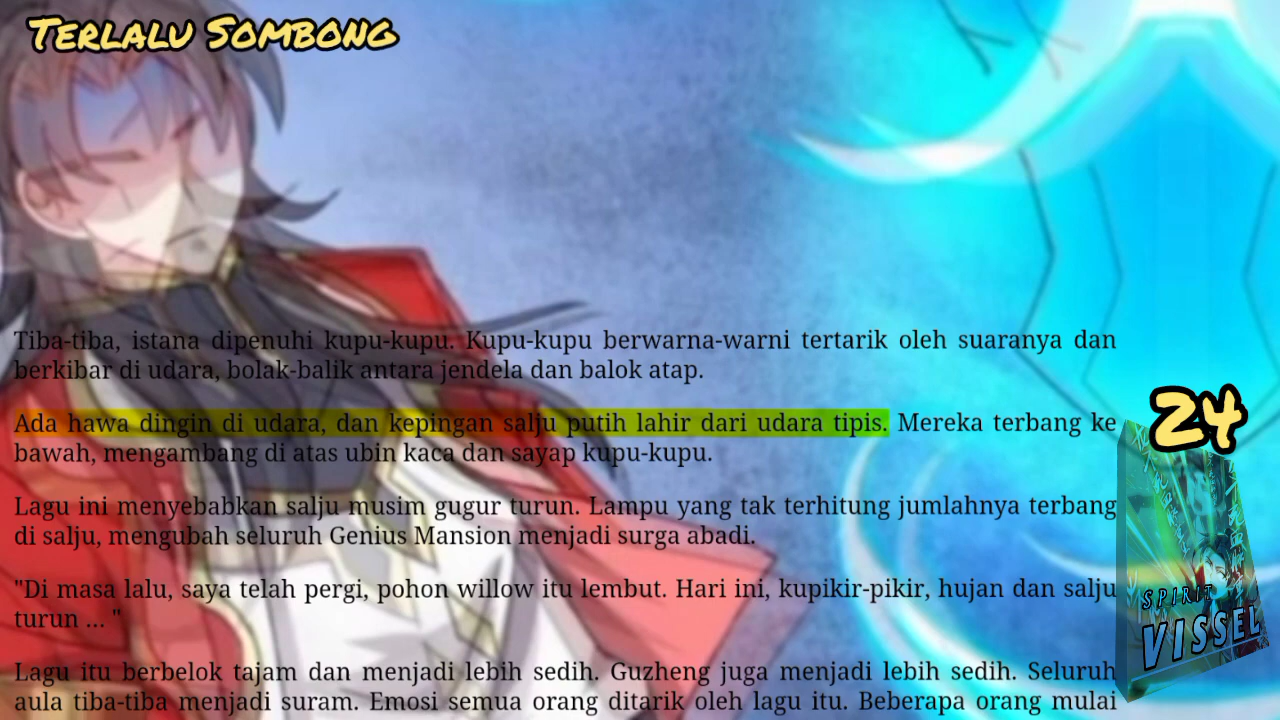 Terlalu Sombong
Tiba-tiba, istana dipenuhi kupu-kupu. Kupu-kupu berwarna-warni tertarik oleh suaranya dan
berkibar di udara, bolak-balik antara jendela dan balok atap.
Ada hawa dingin di udara, dan kepingan salju putih lahir dari udara tipis. Mereka terbang ke
bawah, mengambang di atas ubin kaca dan sayap kupu-kupu.
Lagu ini menyebabkan salju musim gugur turun. Lampu yang tak terhitung jumlahnya terbang
di salju, mengubah seluruh Genius Mansion menjadi surga abadi.
"Di masa lalu, saya telah pergi, pohon willow itu lembut. Hari ini, kupikir-pikir, hujan dan salju
turun ... "
Lagu itu berbelok tajam dan menjadi lebih sedih. Guzheng juga menjadi lebih sedih. Seluruh
aula tiba-tiba menjadi suram. Emosi semua orang ditarik oleh lagu itu. Beberapa orang mulai
24
SPIRIT
VISSEL